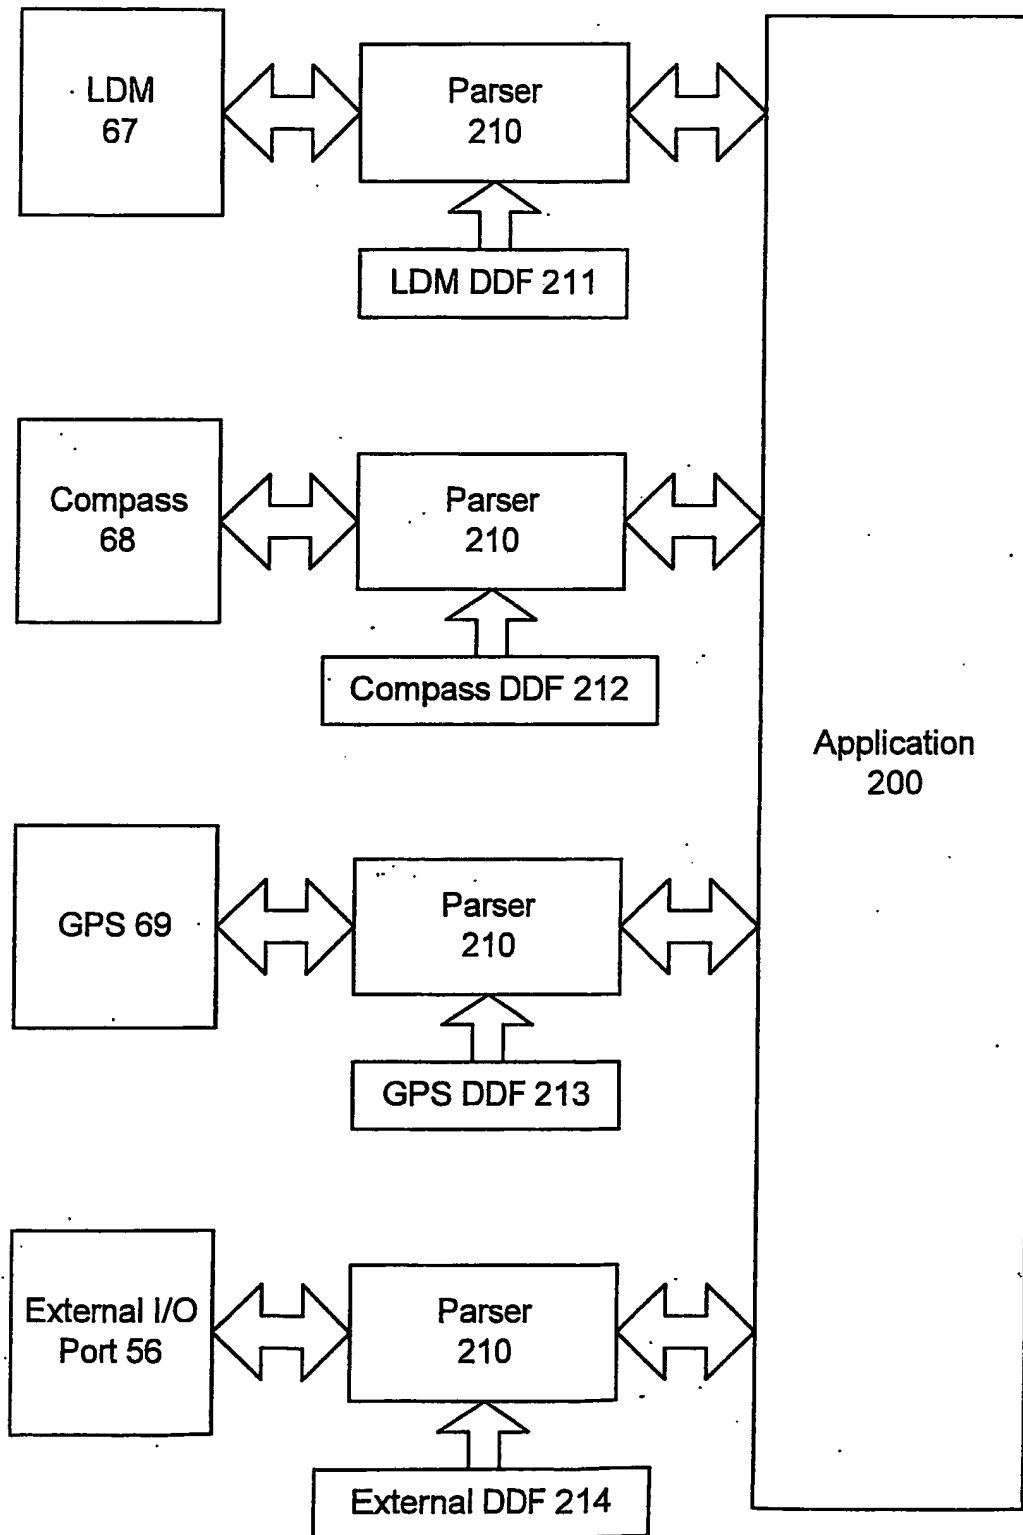 LDM
67
Parser
210
LDM DDF 211
Compass
68
Parser
210
Compass DDF 212
Application
200
GPS 69
Parser
210
GPS DDF 213
External I/O
Port 56
Parser
210
External DDF 214